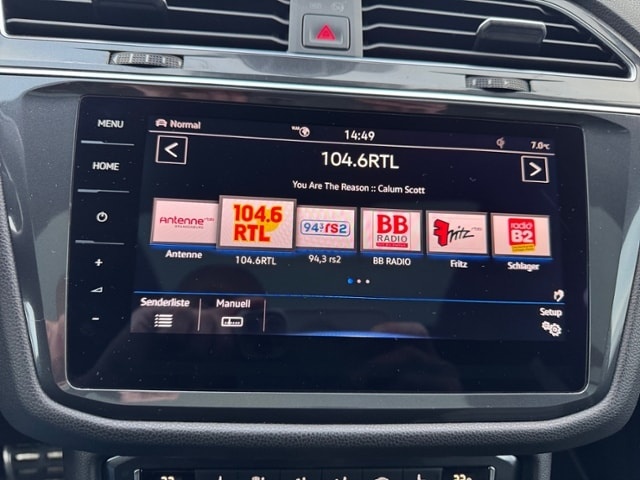 MENU
HOME
Normal
14:49
7.0°C
104.6RTL
You Are The Reason :: Calum Scott
Antenne
104.6
RTL
94,3 rs2
BB
RADIO
Fritz
radio
B2
Antenne
104.6RTL
94,3 rs2
BB RADIO
Fritz
Schlager
Senderliste
Manuell
Setup